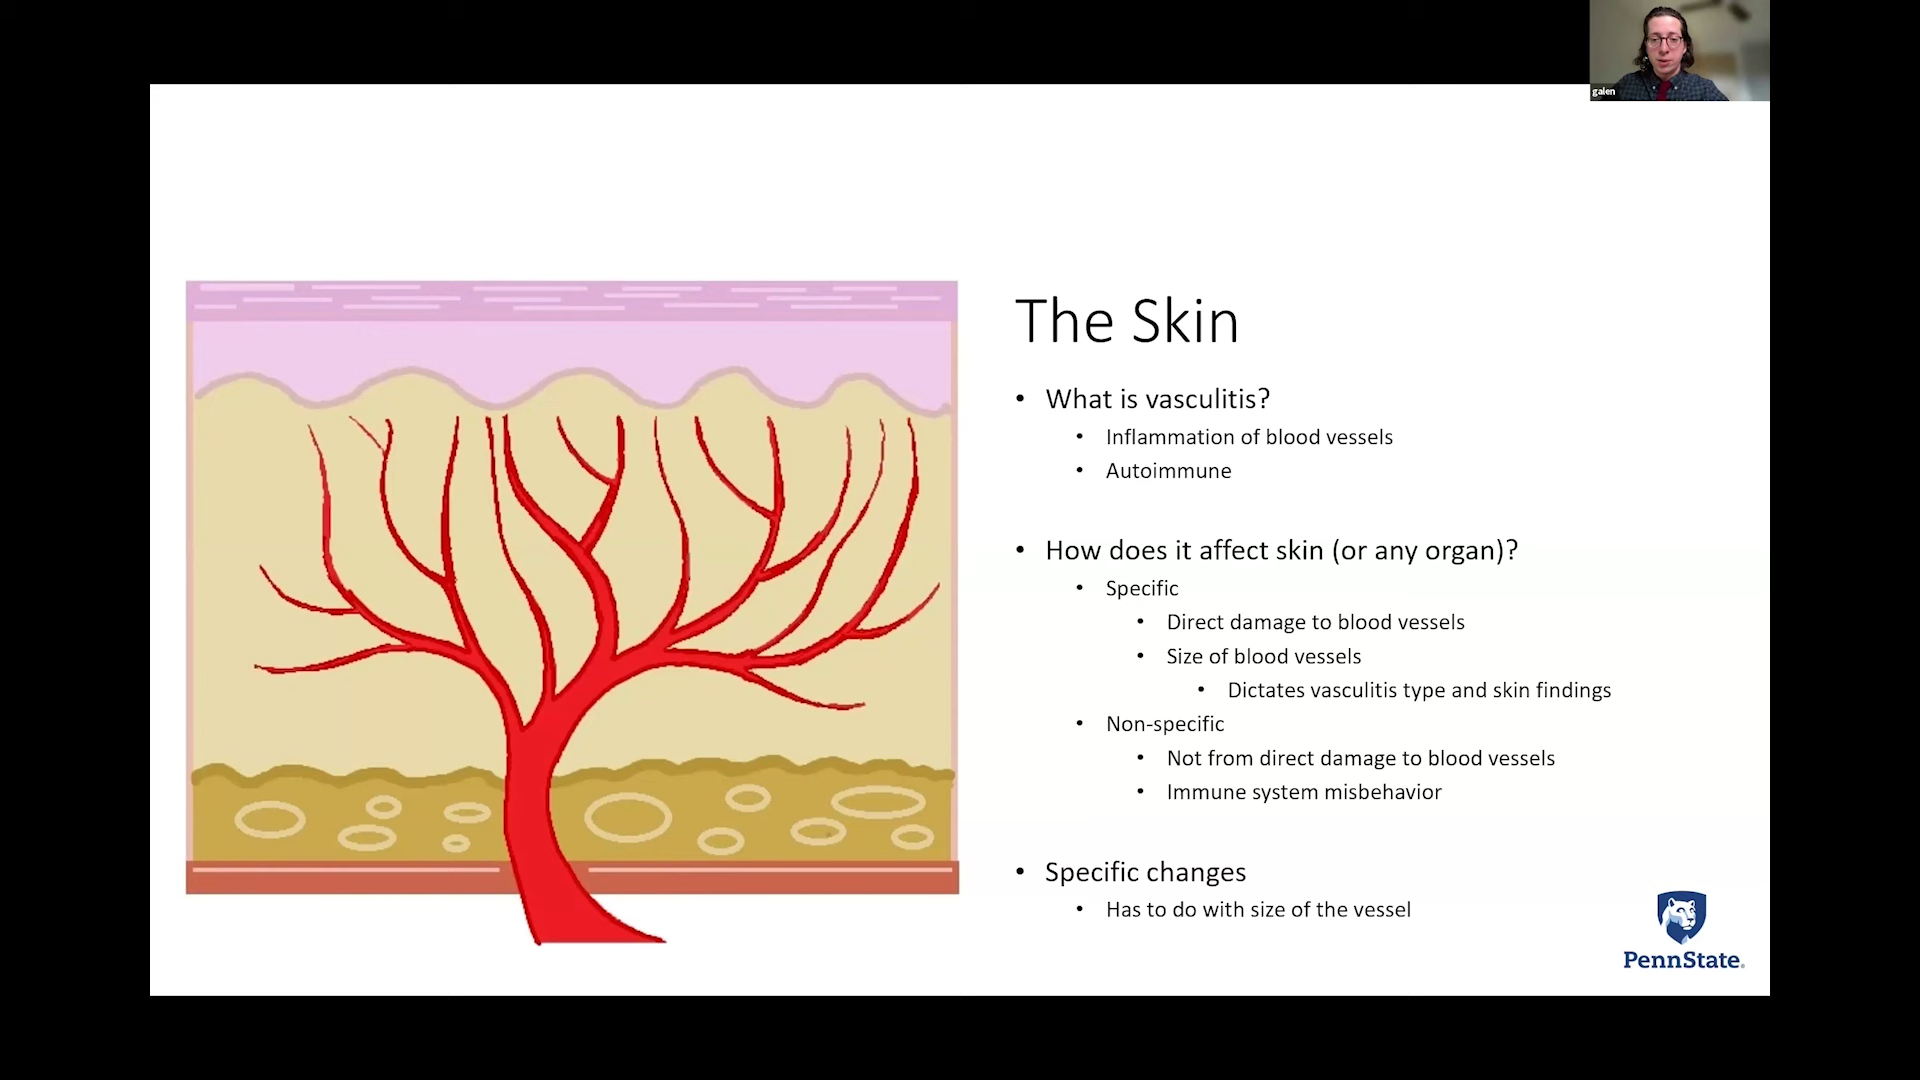 galen
The Skin
• What is vasculitis?
• Inflammation of blood vessels
• Autoimmune
• How does it affect skin (or any organ)?
• Specific
• Direct damage to blood vessels
• Size of blood vessels
• Dictates vasculitis type and skin findings
• Non-specific
• Not from direct damage to blood vessels
• Immune system misbehavior
• Specific changes
• Has to do with size of the vessel
PennState